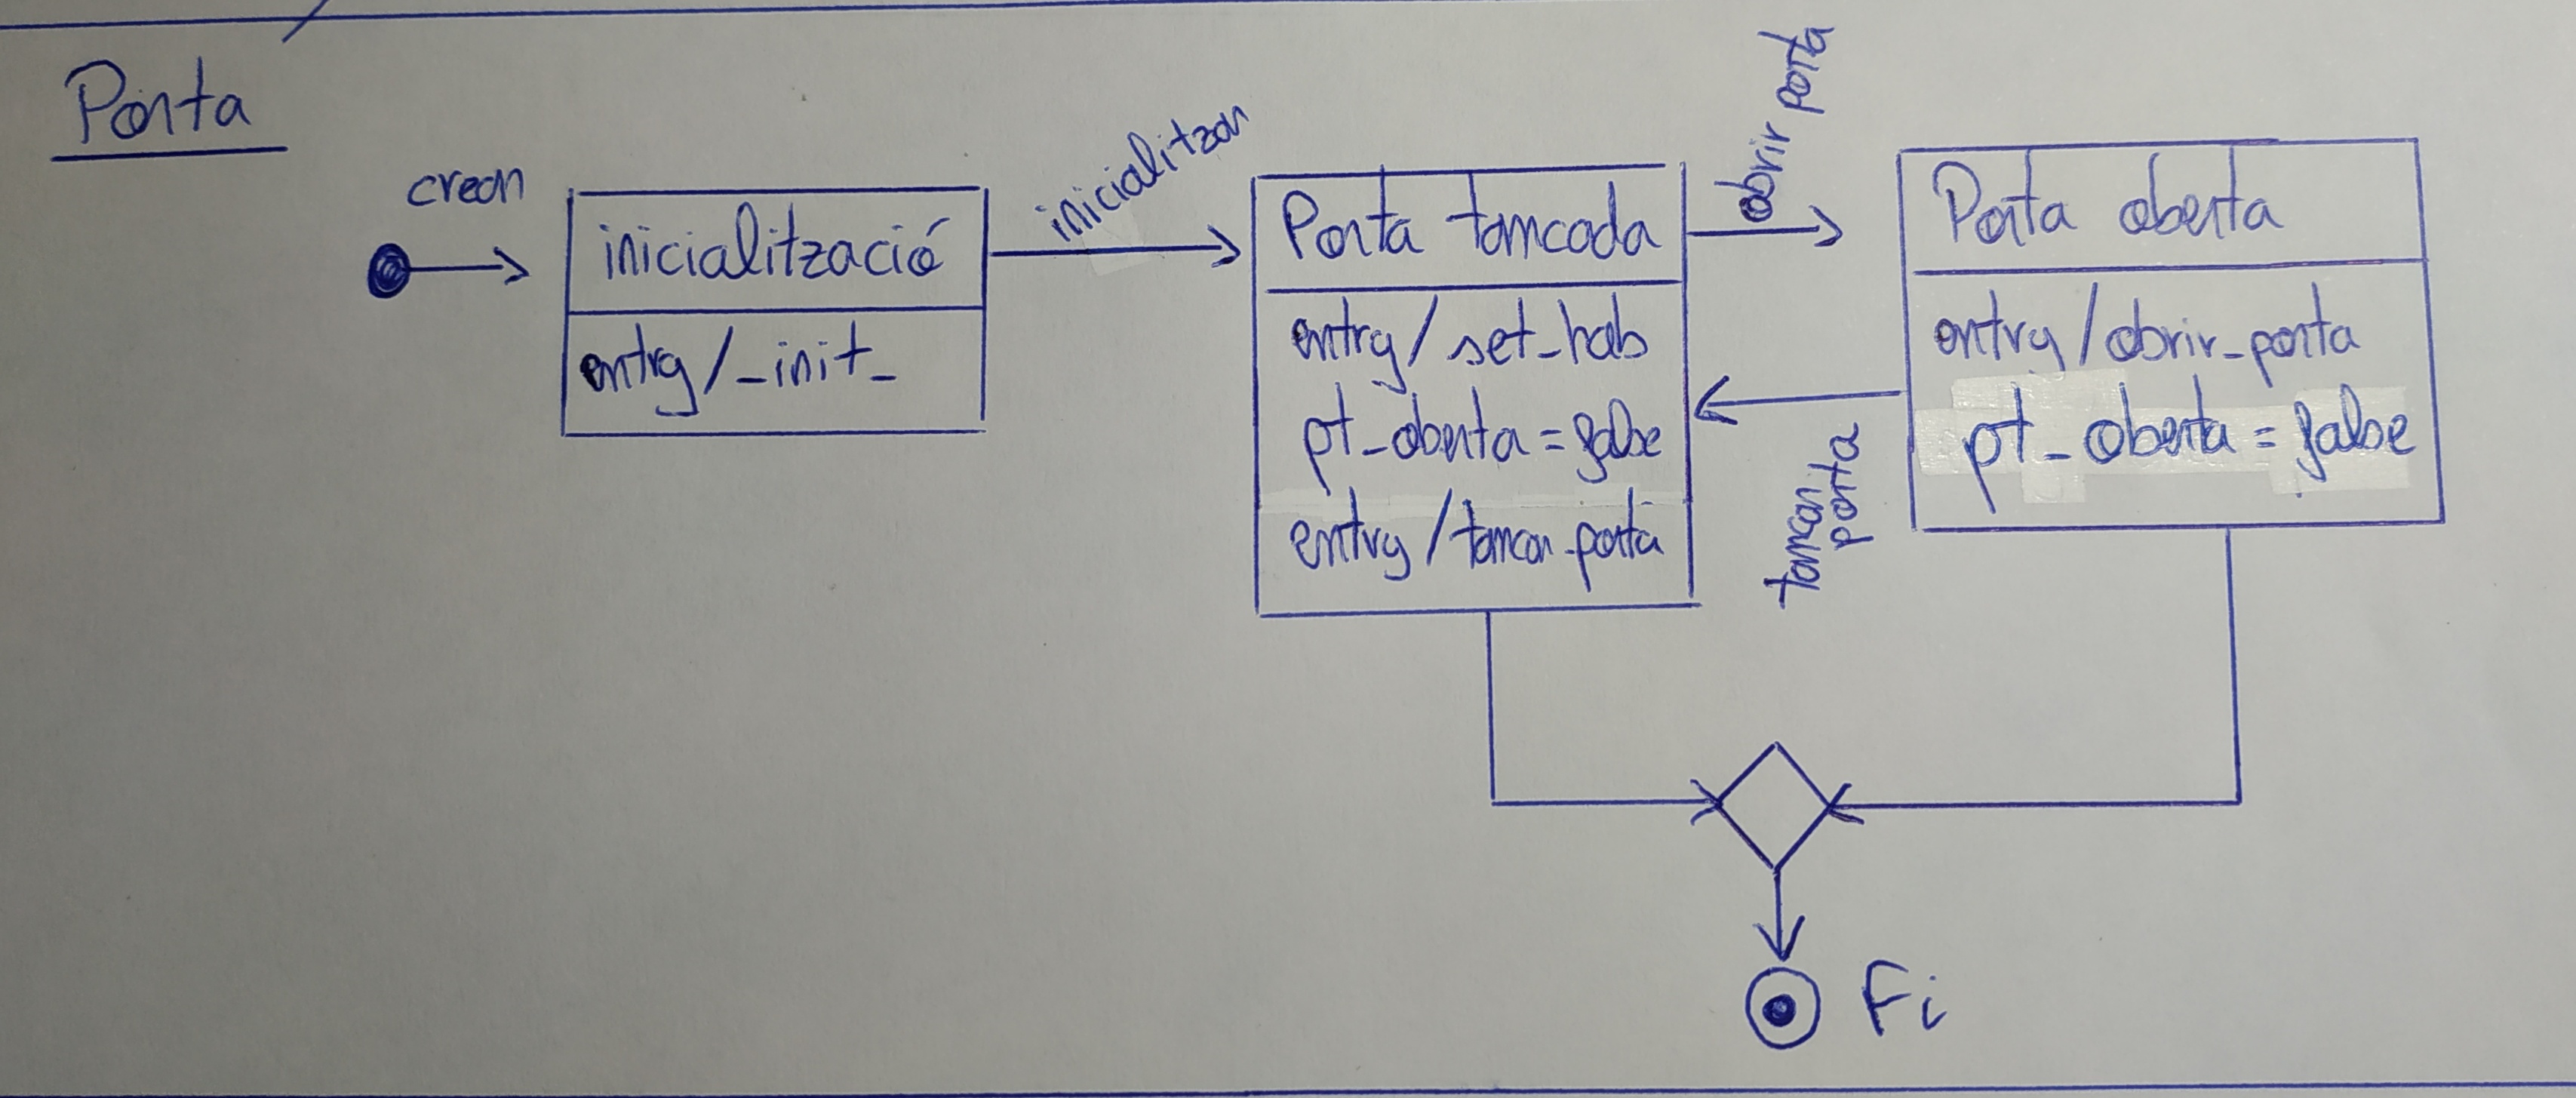 Porta
crear
inicialització
entry/_init_
inicialitzar
Porta tancada
entry/ set_hab
pt_oberta = false
entry/tancar_porta
obrir porta
tancar
porta
Porta oberta
entry/obrir_porta
pt_oberta = false
Fi